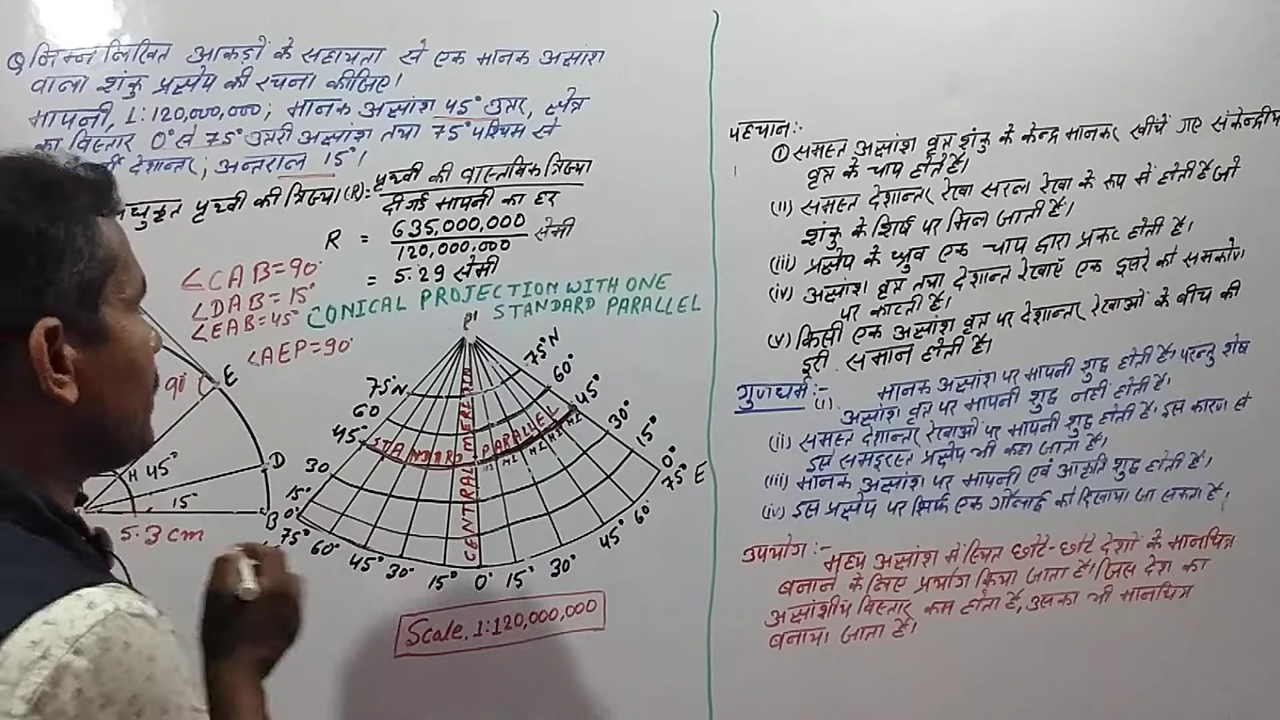 Q निम्न लिखित आकड़ों के सहायता से एक मानक अक्षांश
वाला शंकु प्रक्षेप की रचना कीजिए।
मापनी, 1:120,000,000; मानक अक्षांश 45° उत्तर, क्षेत्र
का विस्तार 0° से 75° उत्तरी अक्षांश तथा 75° पश्चिम से
देशान्तर; अन्तराल 15°।
पृथ्वी की त्रिज्या (R) = पृथ्वी की वास्तविक त्रिज्या
दी गई मापनी का हर
R = 635,000,000 सेमी
120,000,000
= 5.29 सेमी
∠CAB=90°
∠DAB=15°
∠EAB=45°
∠AEP=90°
CONICAL PROJECTION WITH ONE
STANDARD PARALLEL
P'
75°N 75°N
60 60°
45° 45°
STANDARD PARALLEL
CENTRAL MERI
30 30°
15° 15°
0° 0°
75° 60° 45° 30° 15° 0° 15° 30° 45° 60° 75° E
90° E
H 45° D
15° B
5.3 cm
Scale, 1:120,000,000
पहचान:-
(i) समस्त अक्षांश वृत्त शंकु के केन्द्र मानकर खींचें गए संकेन्द्रीय
वृत्त के चाप होते हैं।
(ii) समस्त देशान्तर रेखा सरल रेखा के रूप में होती है जो
शंकु के शिर्ष पर मिल जाती है।
(iii) प्रक्षेप के ध्रुव एक चाप द्वारा प्रकट होती है।
(iv) अक्षांश वृत्त तथा देशान्त रेखाएँ एक दूसरे को समकोण
पर काटती है।
(v) किसी एक अक्षांश वृत्त पर देशान्तर रेखाओं के बीच की
दूरी समान होती है।
गुणधर्म:-
(i) मानक अक्षांश पर मापनी शुद्ध होती है। परन्तु शेष
अक्षांश वृत्त पर मापनी शुद्ध नहीं होती है।
(ii) समस्त देशान्तर रेखाओं पर मापनी शुद्ध होती है। इस कारण से
इसे समदूरस्त प्रक्षेप भी कहा जाता है।
(iii) मानक अक्षांश पर मापनी एवं आकृति शुद्ध होती है।
(iv) इस प्रक्षेप पर सिर्फ एक गोलार्द्ध को दिखाया जा सकता है।
उपयोग:-
मध्य अक्षांश में स्थित छोटे-छोटे देशों के मानचित्र
बनाने के लिए प्रयोग किया जाता है। जिस देश का
अक्षांशीय विस्तार कम होता है, उसका भी मानचित्र
बनाया जाता है।